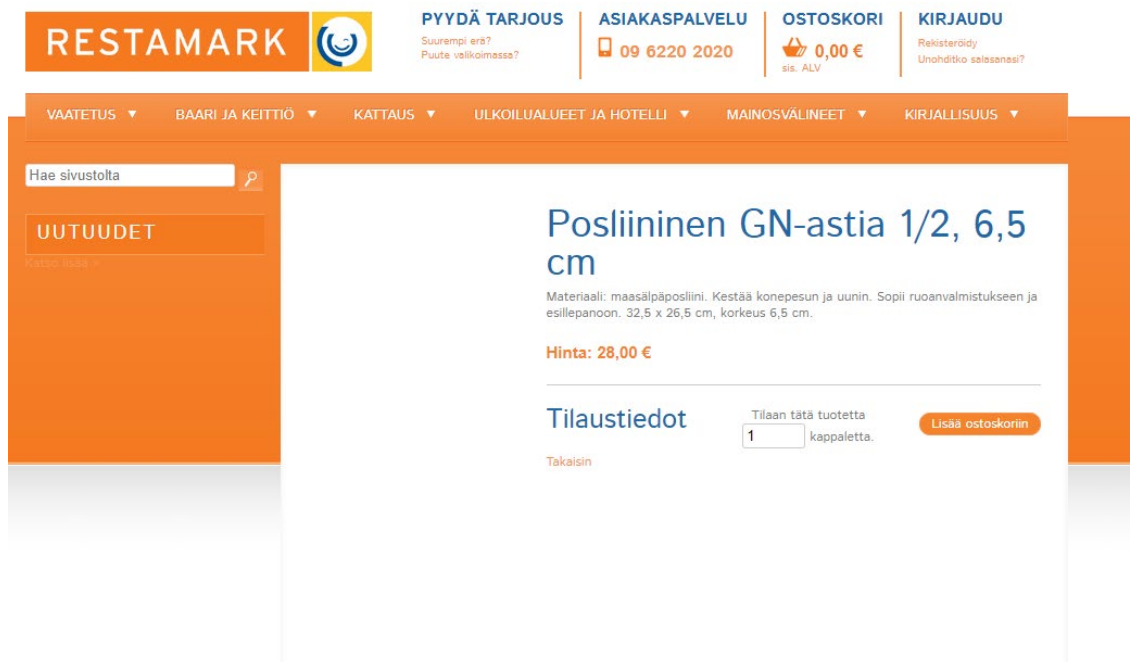 RESTAMARK
PYYDÄ TARJOUS
Suurempi erä?
Puute valikoimassa?
ASIAKASPALVELU
09 6220 2020
OSTOSKORI
0,00 €
sis. ALV
KIRJAUDU
Rekisteröidy
Unohditko salasanasi?
VAATETUS ▼ BAARI JA KEITTIÖ ▼ KATTAUS ▼ ULKOILUALUEET JA HOTELLI ▼ MAINOSVÄLINEET ▼ KIRJALLISUUS ▼
Hae sivustolta
UUTUUDET
Katso lisää »
Posliininen GN-astia 1/2, 6,5
cm
Materiaali: maasälpäposliini. Kestää konepesun ja uunin. Sopii ruoanvalmistukseen ja
esillepanoon. 32,5 x 26,5 cm, korkeus 6,5 cm.
Hinta: 28,00 €
Tilaustiedot
Tilaan tätä tuotetta
1 kappaletta.
Lisää ostoskoriin
Takaisin